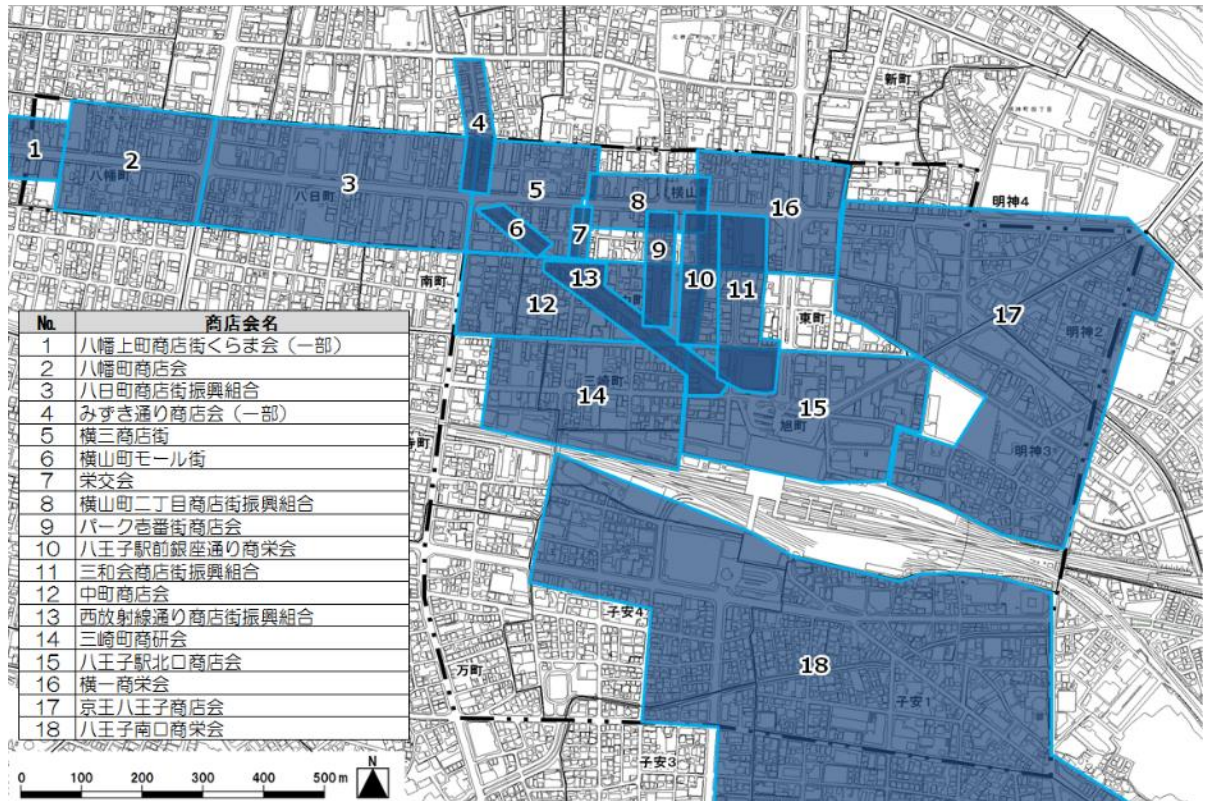 新町
4
1
2
八幡町
3
八日町
5
8
16
明神4
6
7
9
10
11
17
明神2
南町
13
12
東町
14
三崎町
15
旭町
明神3
18
子安4
子安1
万町
子安3
No. 商店会名
1 八幡上町商店街くらま会（一部）
2 八幡町商店会
3 八日町商店街振興組合
4 みずき通り商店会（一部）
5 横三商店街
6 横山町モール街
7 栄交会
8 横山町二丁目商店街振興組合
9 パーク壱番街商店会
10 八王子駅前銀座通り商栄会
11 三和会商店街振興組合
12 中町商店会
13 西放射線通り商店街振興組合
14 三崎町商研会
15 八王子駅北口商店会
16 横一商栄会
17 京王八王子商店会
18 八王子南口商栄会
0 100 200 300 400 500 m
N